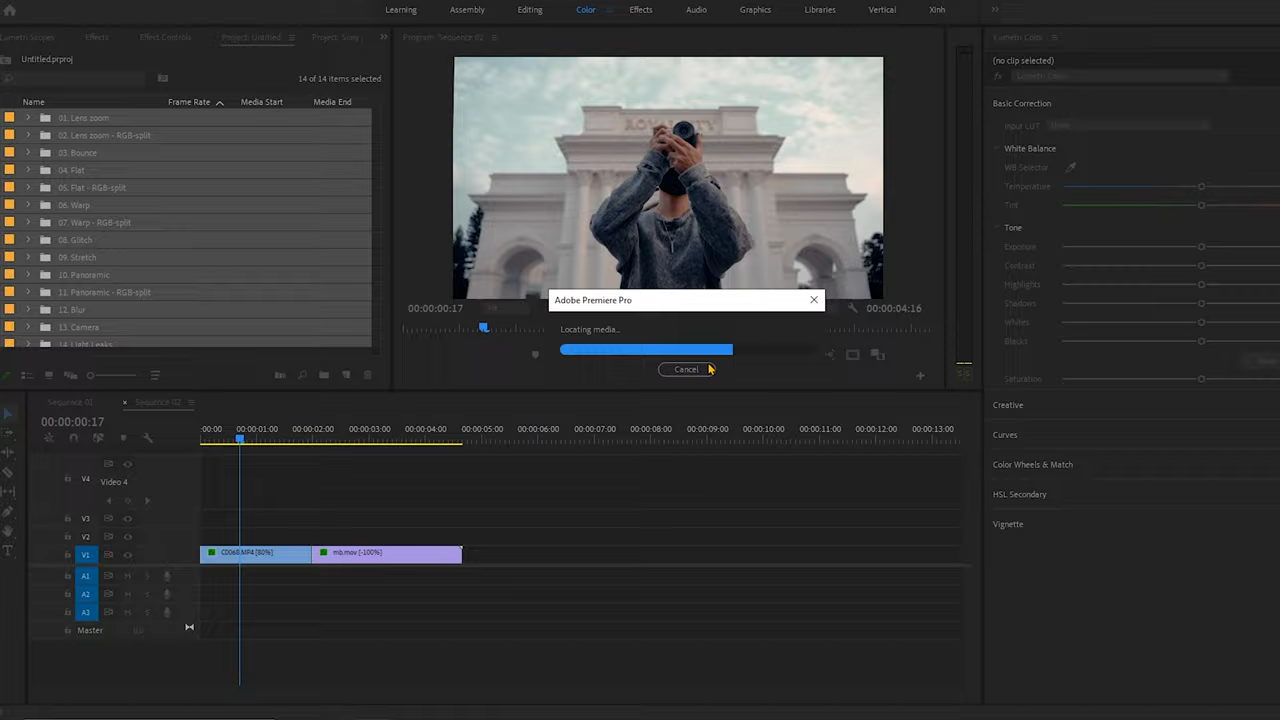 Learning Assembly Editing Color Effects Audio Graphics Libraries Vertical Xinh
Lumetri Scopes Effects Effect Controls Project: Untitled Project: Sony
Untitled.prproj
14 of 14 items selected
Name Frame Rate Media Start Media End
01. Lens zoom
02. Lens zoom - RGB-split
03. Bounce
04. Flat
05. Flat - RGB-split
06. Warp
07. Warp - RGB-split
08. Glitch
09. Stretch
10. Panoramic
11. Panoramic - RGB-split
12. Blur
13. Camera
14. Light Leaks
Program: Sequence 02
ROYAL CITY
00:00:00:17 Fit 00:00:04:16
Adobe Premiere Pro
Locating media...
Cancel
Lumetri Color
(no clip selected)
fx Lumetri Color
Basic Correction
Input LUT None
White Balance
WB Selector
Temperature
Tint
Tone
Exposure
Contrast
Highlights
Shadows
Whites
Blacks
Saturation
Creative
Curves
Color Wheels & Match
HSL Secondary
Vignette
Sequence 01 × Sequence 02
00:00:00:17
:00:00 00:00:01:00 00:00:02:00 00:00:03:00 00:00:04:00 00:00:05:00 00:00:06:00 00:00:07:00 00:00:08:00 00:00:09:00 00:00:10:00 00:00:11:00 00:00:12:00 00:00:13:00
V4 Video 4
V3
V2
V1 C0068.MP4 [80%] mb.mov [-100%]
A1 M S
A2 M S
A3 M S
Master 0.0
S S